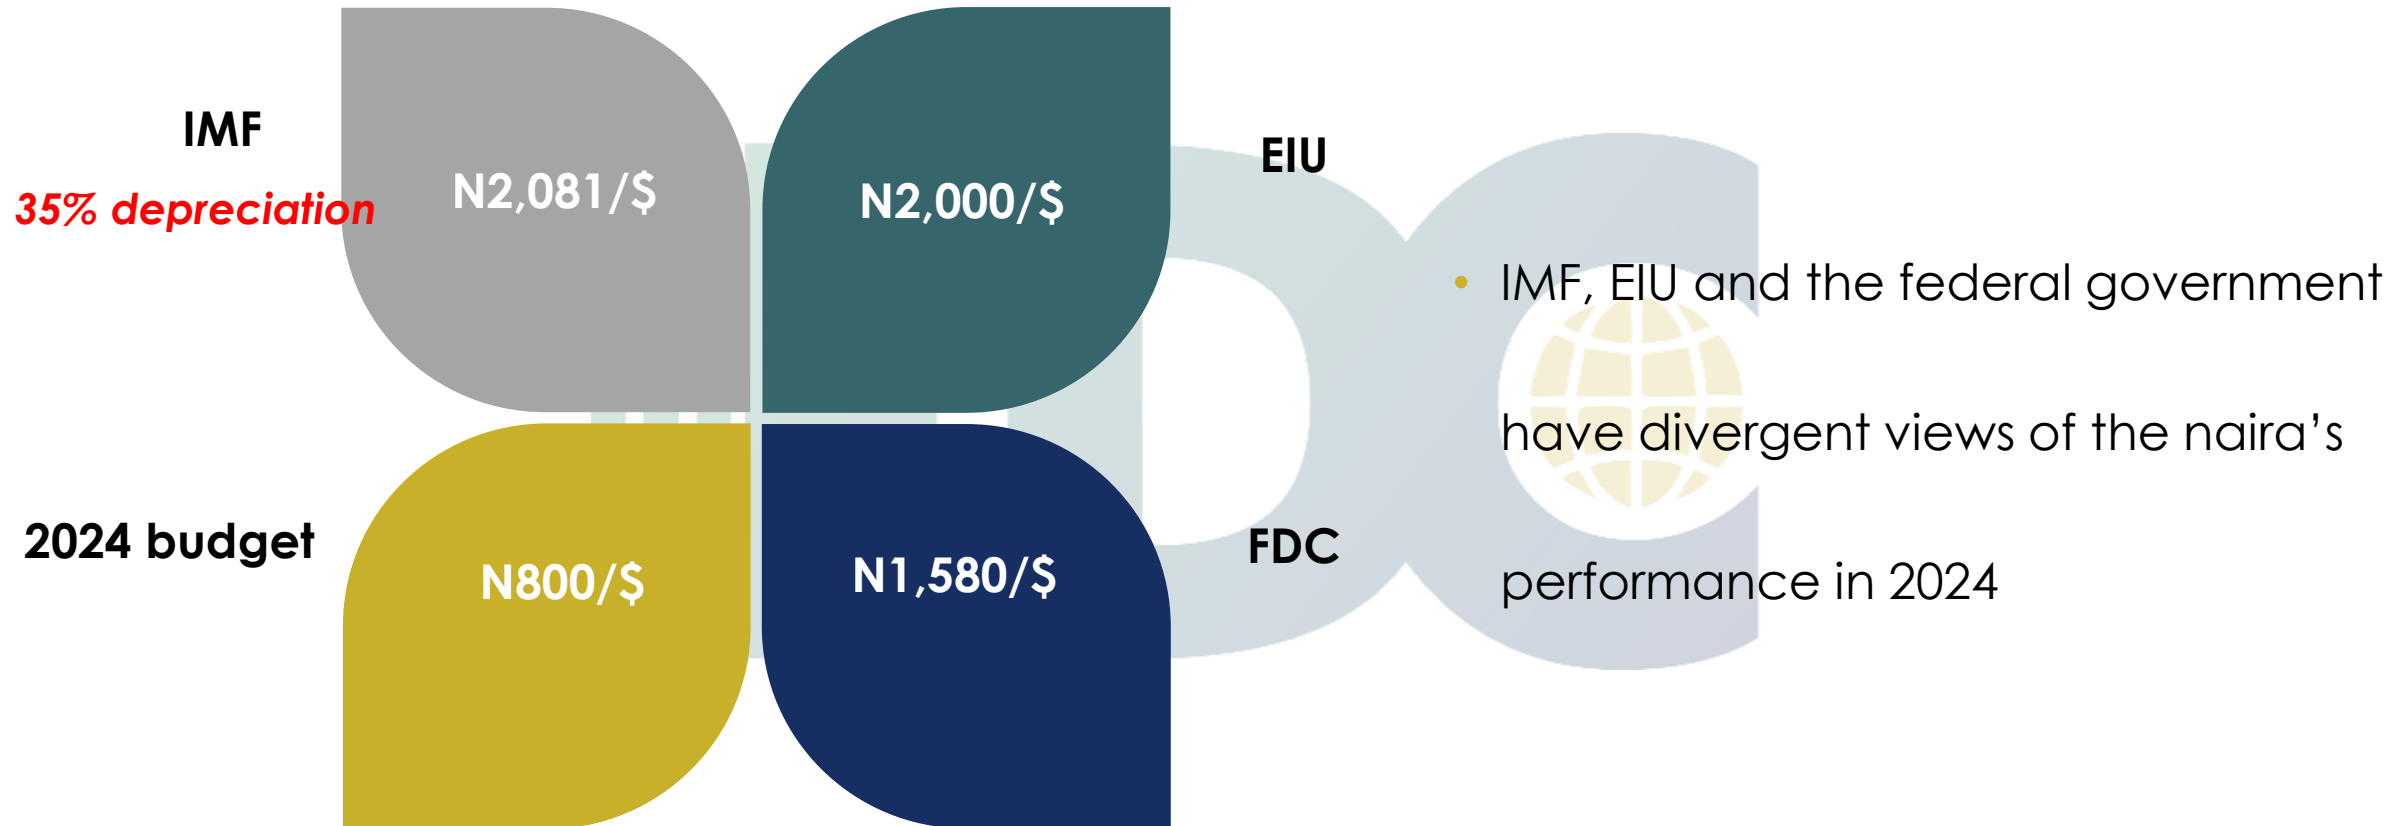 IMF
35% depreciation
N2,081/$
N2,000/$
EIU
2024 budget
N800/$
N1,580/$
FDC
• IMF, EIU and the federal government
have divergent views of the naira’s
performance in 2024